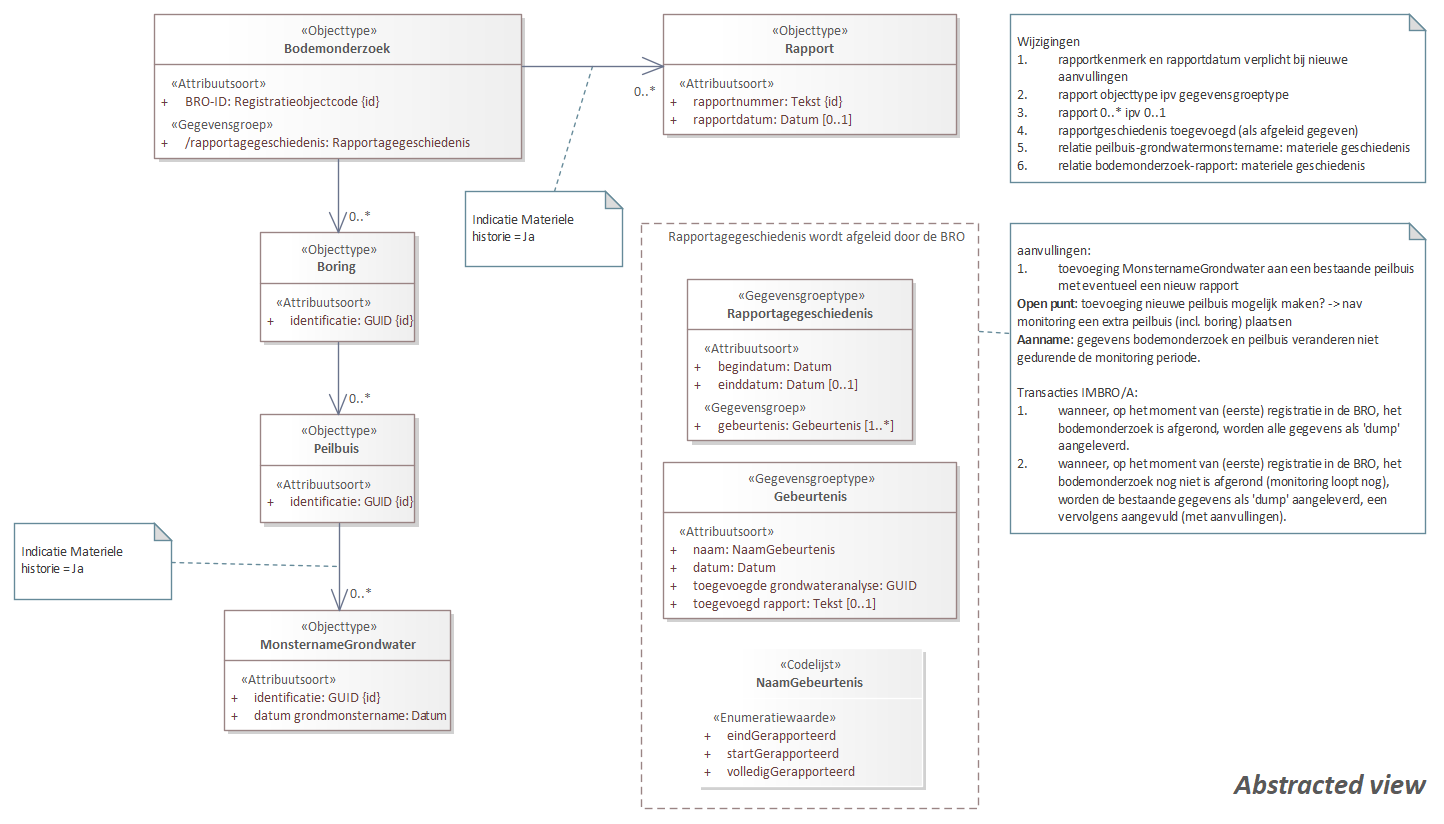 «Objecttype»
Bodemonderzoek
«Attribuutsoort»
+ BRO-ID: Registratieobjectcode {id}
«Gegevensgroep»
+ /rapportagegeschiedenis: Rapportagegeschiedenis
0..*
«Objecttype»
Rapport
«Attribuutsoort»
+ rapportnummer: Tekst {id}
+ rapportdatum: Datum [0..1]
Indicatie Materiele
historie = Ja
0..*
«Objecttype»
Boring
«Attribuutsoort»
+ identificatie: GUID {id}
0..*
«Objecttype»
Peilbuis
«Attribuutsoort»
+ identificatie: GUID {id}
Indicatie Materiele
historie = Ja
0..*
«Objecttype»
MonsternameGrondwater
«Attribuutsoort»
+ identificatie: GUID {id}
+ datum grondmonstername: Datum
Rapportagegeschiedenis wordt afgeleid door de BRO
«Gegevensgroeptype»
Rapportagegeschiedenis
«Attribuutsoort»
+ begindatum: Datum
+ einddatum: Datum [0..1]
«Gegevensgroep»
+ gebeurtenis: Gebeurtenis [1..*]
«Gegevensgroeptype»
Gebeurtenis
«Attribuutsoort»
+ naam: NaamGebeurtenis
+ datum: Datum
+ toegevoegde grondwateranalyse: GUID
+ toegevoegd rapport: Tekst [0..1]
«Codelijst»
NaamGebeurtenis
«Enumeratiewaarde»
+ eindGerapporteerd
+ startGerapporteerd
+ volledigGerapporteerd
Wijzigingen
1. rapportkenmerk en rapportdatum verplicht bij nieuwe
aanvullingen
2. rapport objecttype ipv gegevensgroeptype
3. rapport 0..* ipv 0..1
4. rapportgeschiedenis toegevoegd (als afgeleid gegeven)
5. relatie peilbuis-grondwatermonstername: materiele geschiedenis
6. relatie bodemonderzoek-rapport: materiele geschiedenis
aanvullingen:
1. toevoeging MonsternameGrondwater aan een bestaande peilbuis
met eventueel een nieuw rapport
Open punt: toevoeging nieuwe peilbuis mogelijk maken? -> nav
monitoring een extra peilbuis (incl. boring) plaatsen
Aanname: gegevens bodemonderzoek en peilbuis veranderen niet
gedurende de monitoring periode.
Transacties IMBRO/A:
1. wanneer, op het moment van (eerste) registratie in de BRO, het
bodemonderzoek is afgerond, worden alle gegevens als 'dump'
aangeleverd.
2. wanneer, op het moment van (eerste) registratie in de BRO, het
bodemonderzoek nog niet is afgerond (monitoring loopt nog),
worden de bestaande gegevens als 'dump' aangeleverd, een
vervolgens aangevuld (met aanvullingen).
Abstracted view